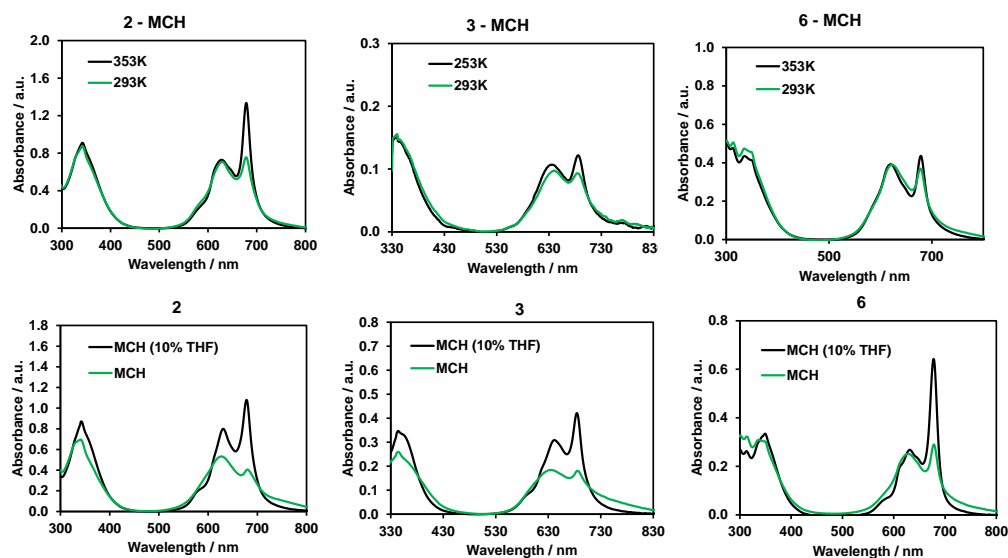 2 - MCH
Absorbance / a.u.
2.0
1.6
1.2
0.8
0.4
0.0
353K
293K
300 400 500 600 700 800
Wavelength / nm
3 - MCH
Absorbance / a.u.
0.3
0.2
0.1
0.0
253K
293K
330 430 530 630 730 83
Wavelength / nm
6 - MCH
Absorbance / a.u.
1.0
0.8
0.6
0.4
0.2
0.0
353K
293K
300 500 700
Wavelength / nm
2
Absorbance / a.u.
1.8
1.6
1.4
1.2
1.0
0.8
0.6
0.4
0.2
0.0
MCH (10% THF)
MCH
300 400 500 600 700 800
Wavelength / nm
3
Absorbance / a.u.
0.8
0.7
0.6
0.5
0.4
0.3
0.2
0.1
0.0
MCH (10% THF)
MCH
330 430 530 630 730 830
Wavelength / nm
6
Absorbance / a.u.
0.8
0.6
0.4
0.2
0.0
MCH (10% THF)
MCH
300 400 500 600 700 800
Wavelength / nm